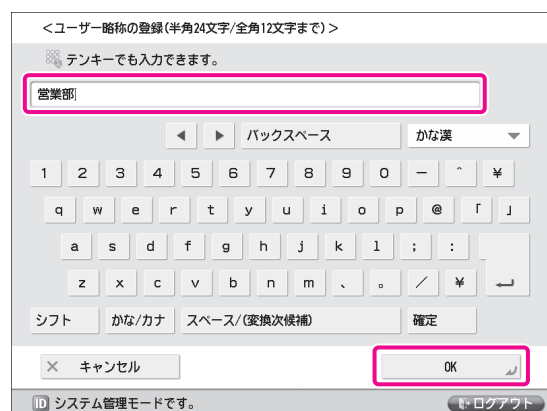 ＜ユーザー略称の登録(半角24文字/全角12文字まで)＞
テンキーでも入力できます。
営業部
◀ ▶ バックスペース かな漢 ▼
1 2 3 4 5 6 7 8 9 0 － ＾ ￥
q w e r t y u i o p @ 「 」
a s d f g h j k l ; :
z x c v b n m 、 。 ／ ￥
シフト かな/カナ スペース/(変換次候補) 確定
× キャンセル OK
ID システム管理モードです。 ログアウト